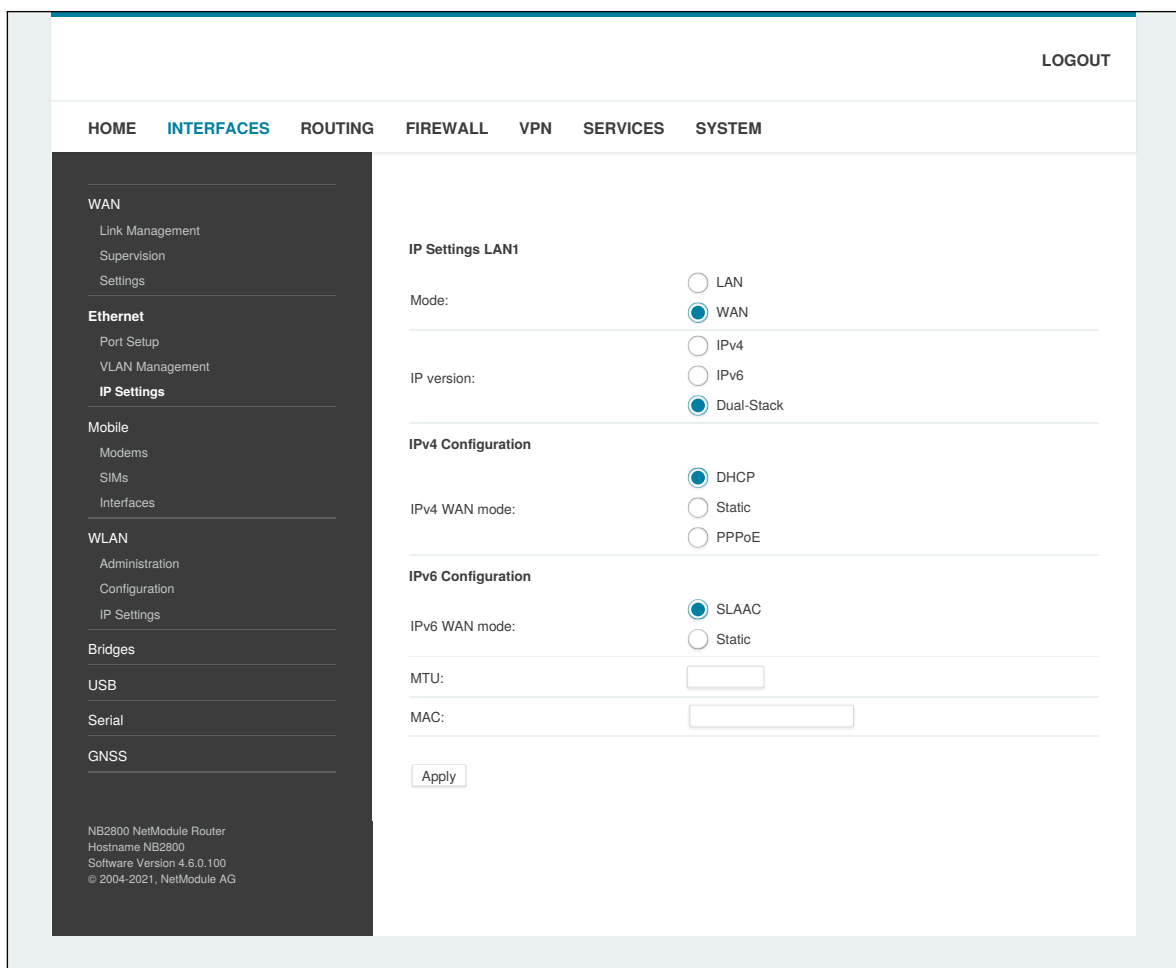 LOGOUT
HOME INTERFACES ROUTING FIREWALL VPN SERVICES SYSTEM
WAN
Link Management
Supervision
Settings
Ethernet
Port Setup
VLAN Management
IP Settings
Mobile
Modems
SIMs
Interfaces
WLAN
Administration
Configuration
IP Settings
Bridges
USB
Serial
GNSS
NB2800 NetModule Router
Hostname NB2800
Software Version 4.6.0.100
© 2004-2021, NetModule AG
IP Settings LAN1
Mode:
LAN
WAN
IP version:
IPv4
IPv6
Dual-Stack
IPv4 Configuration
IPv4 WAN mode:
DHCP
Static
PPPoE
IPv6 Configuration
IPv6 WAN mode:
SLAAC
Static
MTU:
MAC:
Apply